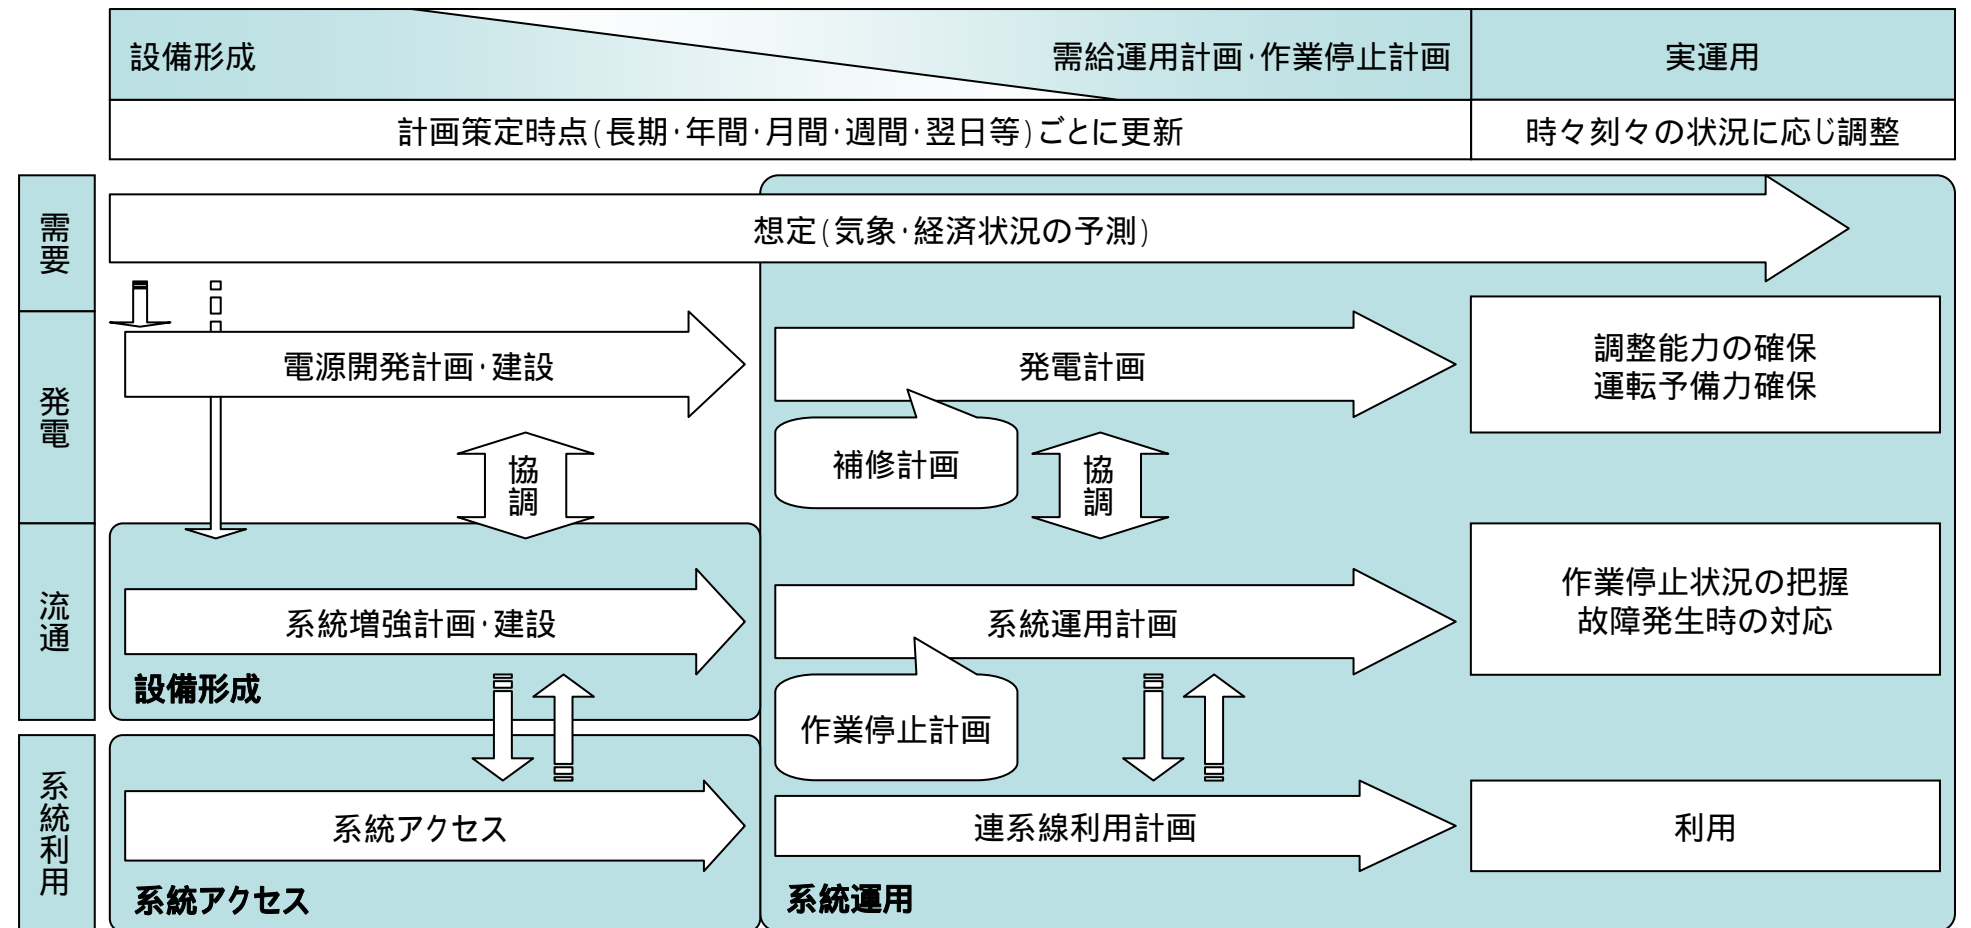 設備形成
需給運用計画・作業停止計画
実運用
計画策定時点(長期・年間・月間・週間・翌日等)ごとに更新
時々刻々の状況に応じ調整
需要
想定(気象・経済状況の予測)
発電
電源開発計画・建設
発電計画
調整能力の確保
運転予備力確保
補修計画
協調
協調
流通
系統増強計画・建設
系統運用計画
作業停止状況の把握
故障発生時の対応
設備形成
作業停止計画
系統利用
系統アクセス
連系線利用計画
利用
系統アクセス
系統運用